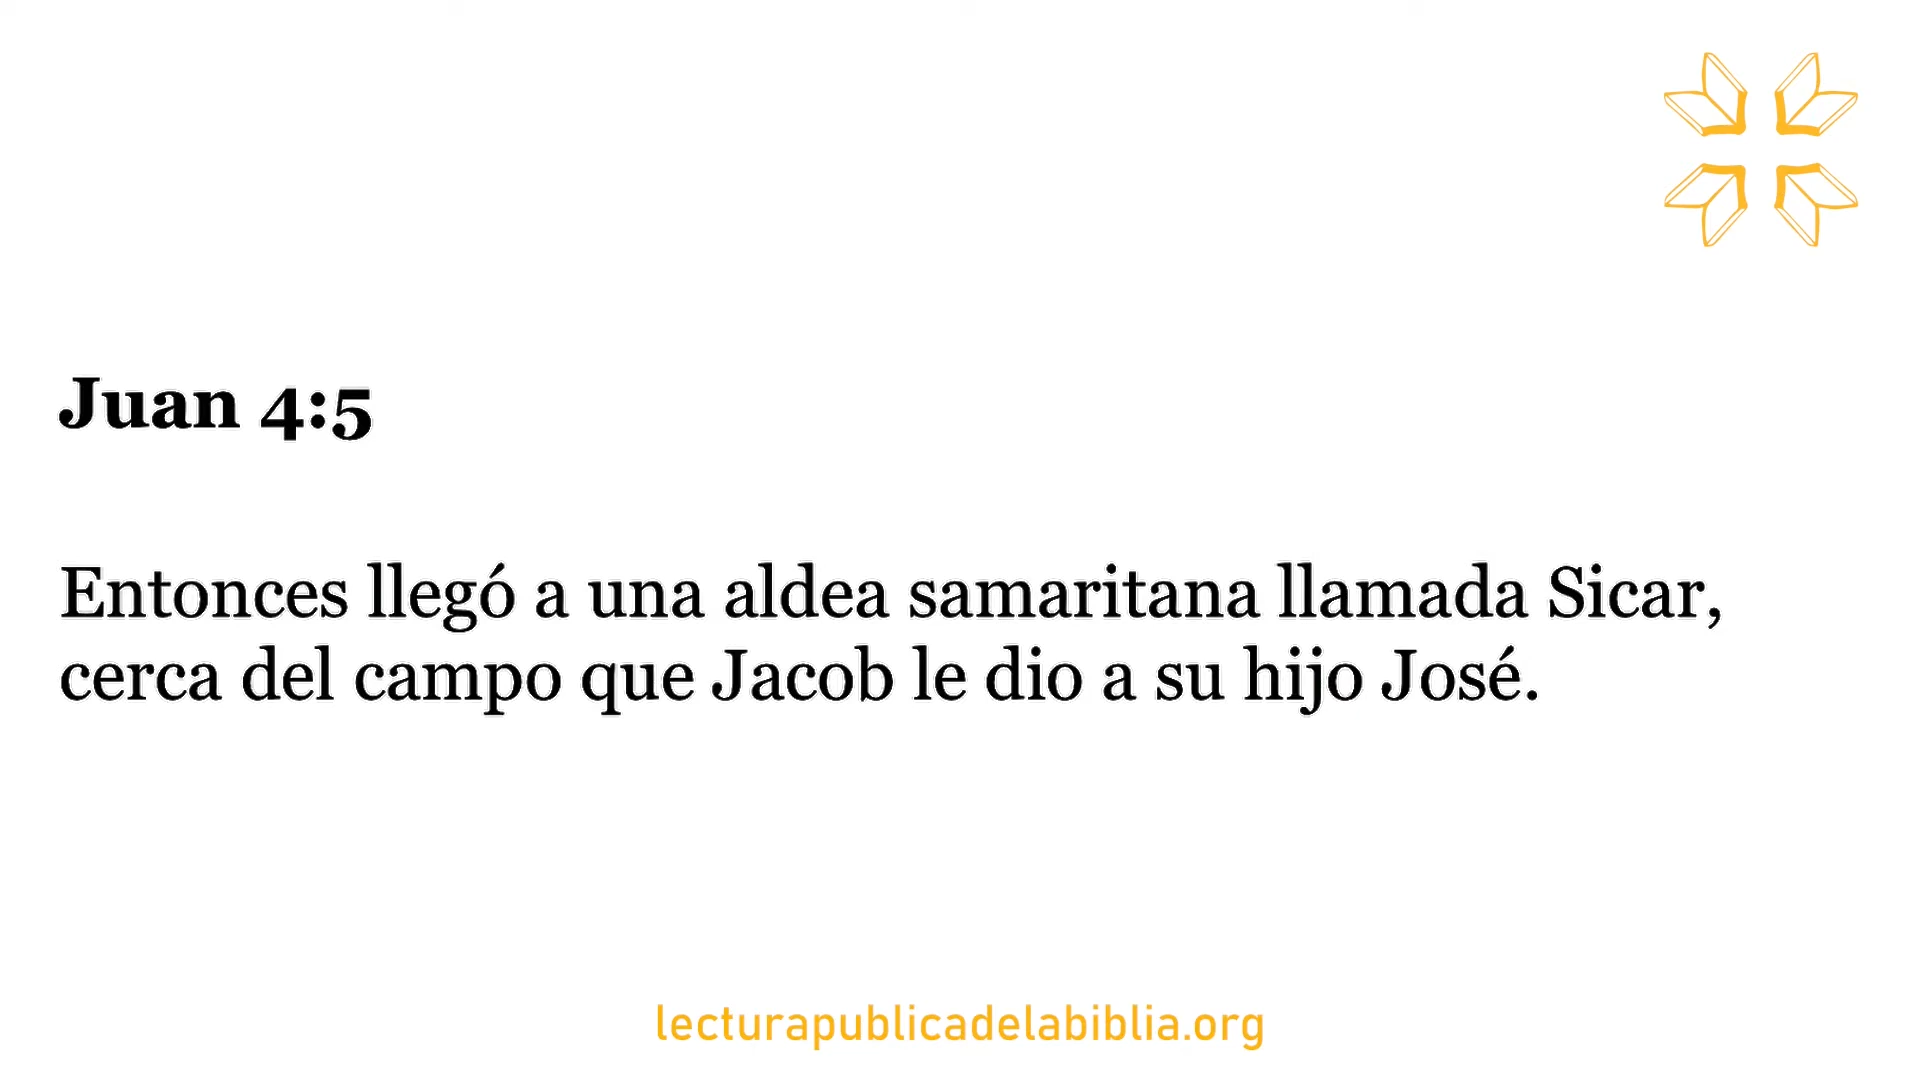 Juan 4:5
Entonces llegó a una aldea samaritana llamada Sicar,
cerca del campo que Jacob le dio a su hijo José.
lecturapublicadelabiblia.org